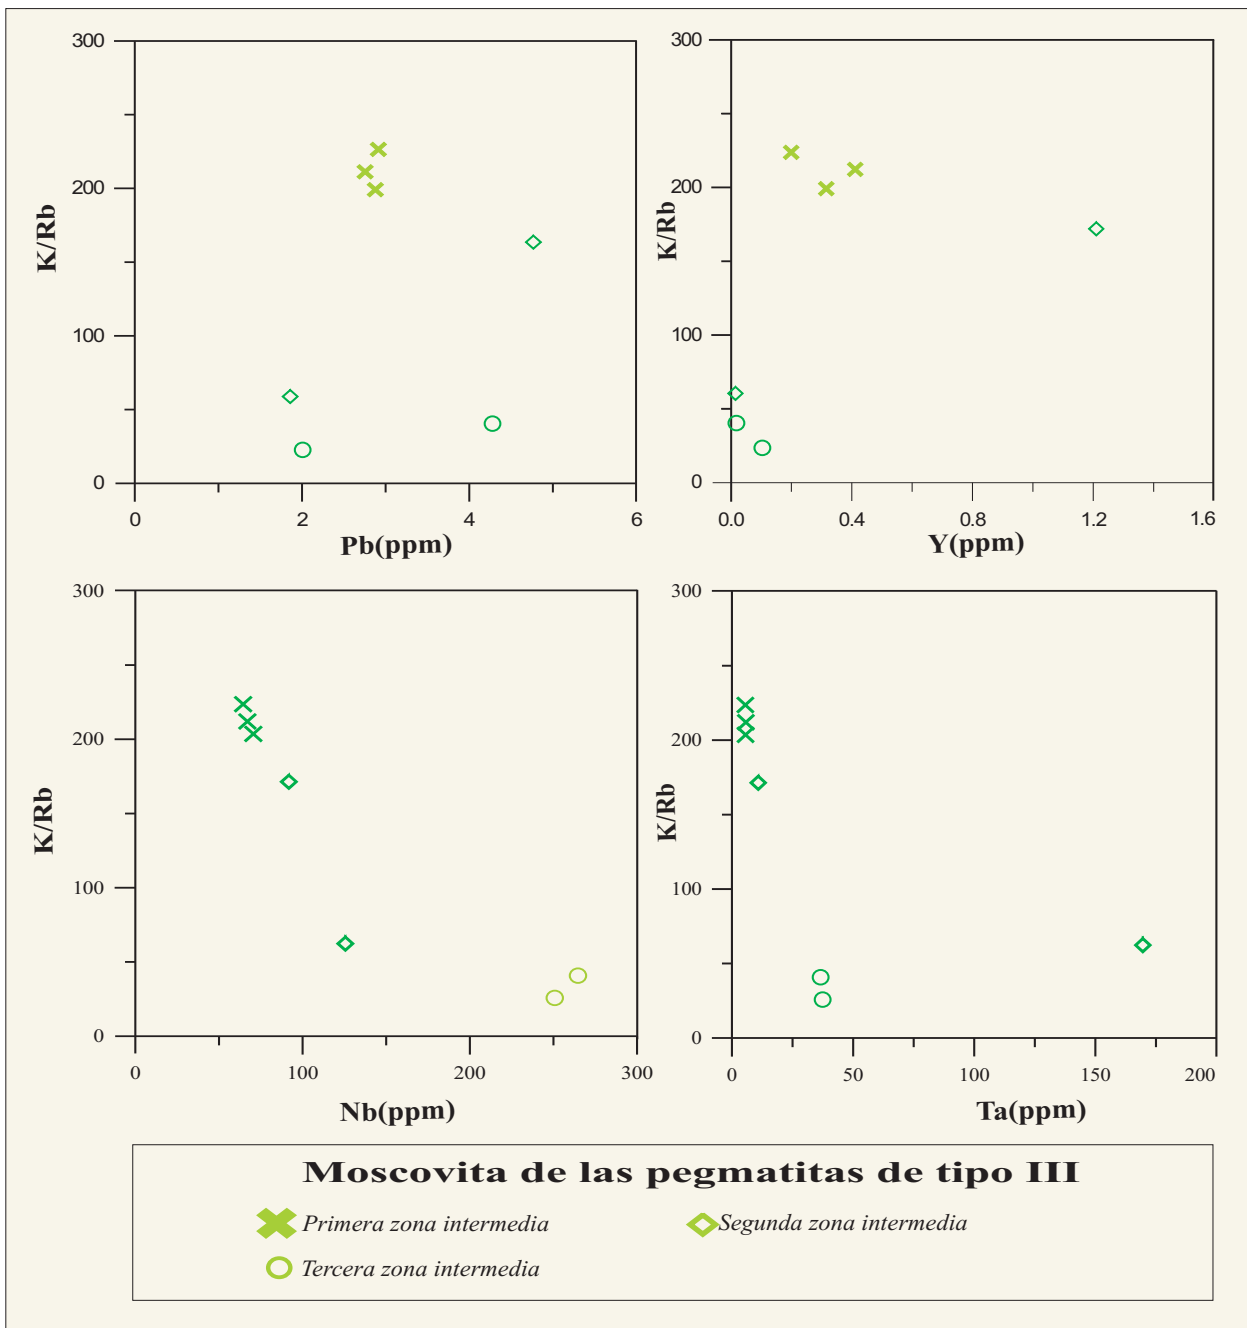 300
200
100
0
K/Rb
0 2 4 6
Pb(ppm)
300
200
100
0
K/Rb
0.0 0.4 0.8 1.2 1.6
Y(ppm)
300
200
100
0
K/Rb
0 100 200 300
Nb(ppm)
300
200
100
0
K/Rb
0 50 100 150 200
Ta(ppm)
Moscovita de las pegmatitas de tipo III
Primera zona intermedia
Segunda zona intermedia
Tercera zona intermedia